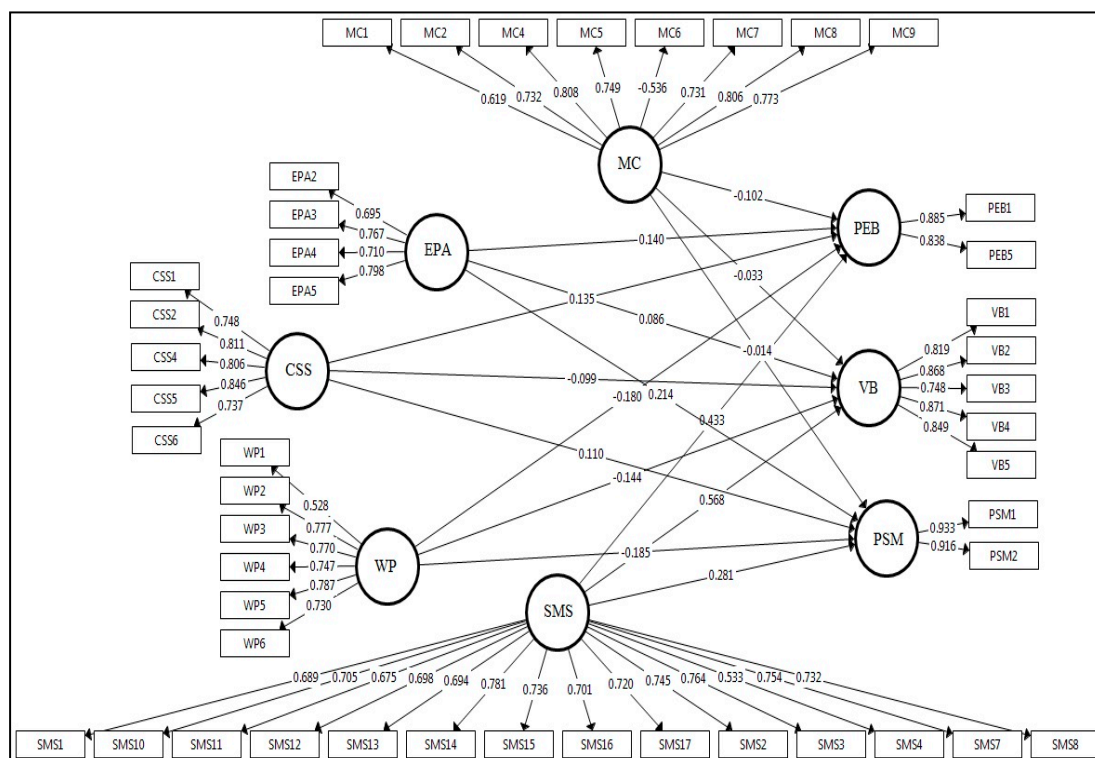 MC1 MC2 MC4 MC5 MC6 MC7 MC8 MC9
0.619 0.732 0.808 0.749 -0.536 0.731 0.806 0.773
MC
EPA2
EPA3
EPA4
EPA5
0.695
0.767
0.710
0.798
EPA
CSS1
CSS2
CSS4
CSS5
CSS6
0.748
0.811
0.806
0.846
0.737
CSS
WP1
WP2
WP3
WP4
WP5
WP6
0.528
0.777
0.770
0.747
0.787
0.730
WP
-0.102
0.140
-0.033
0.135
0.086
-0.014
-0.099
-0.180
0.214
0.433
0.110
-0.144
0.568
-0.185
0.281
PEB
0.885
0.838
PEB1
PEB5
VB
0.819
0.868
0.748
0.871
0.849
VB1
VB2
VB3
VB4
VB5
PSM
0.933
0.916
PSM1
PSM2
SMS
0.689 0.705 0.675 0.698 0.694 0.781 0.736 0.701 0.720 0.745 0.764 0.533 0.754 0.732
SMS1 SMS10 SMS11 SMS12 SMS13 SMS14 SMS15 SMS16 SMS17 SMS2 SMS3 SMS4 SMS7 SMS8